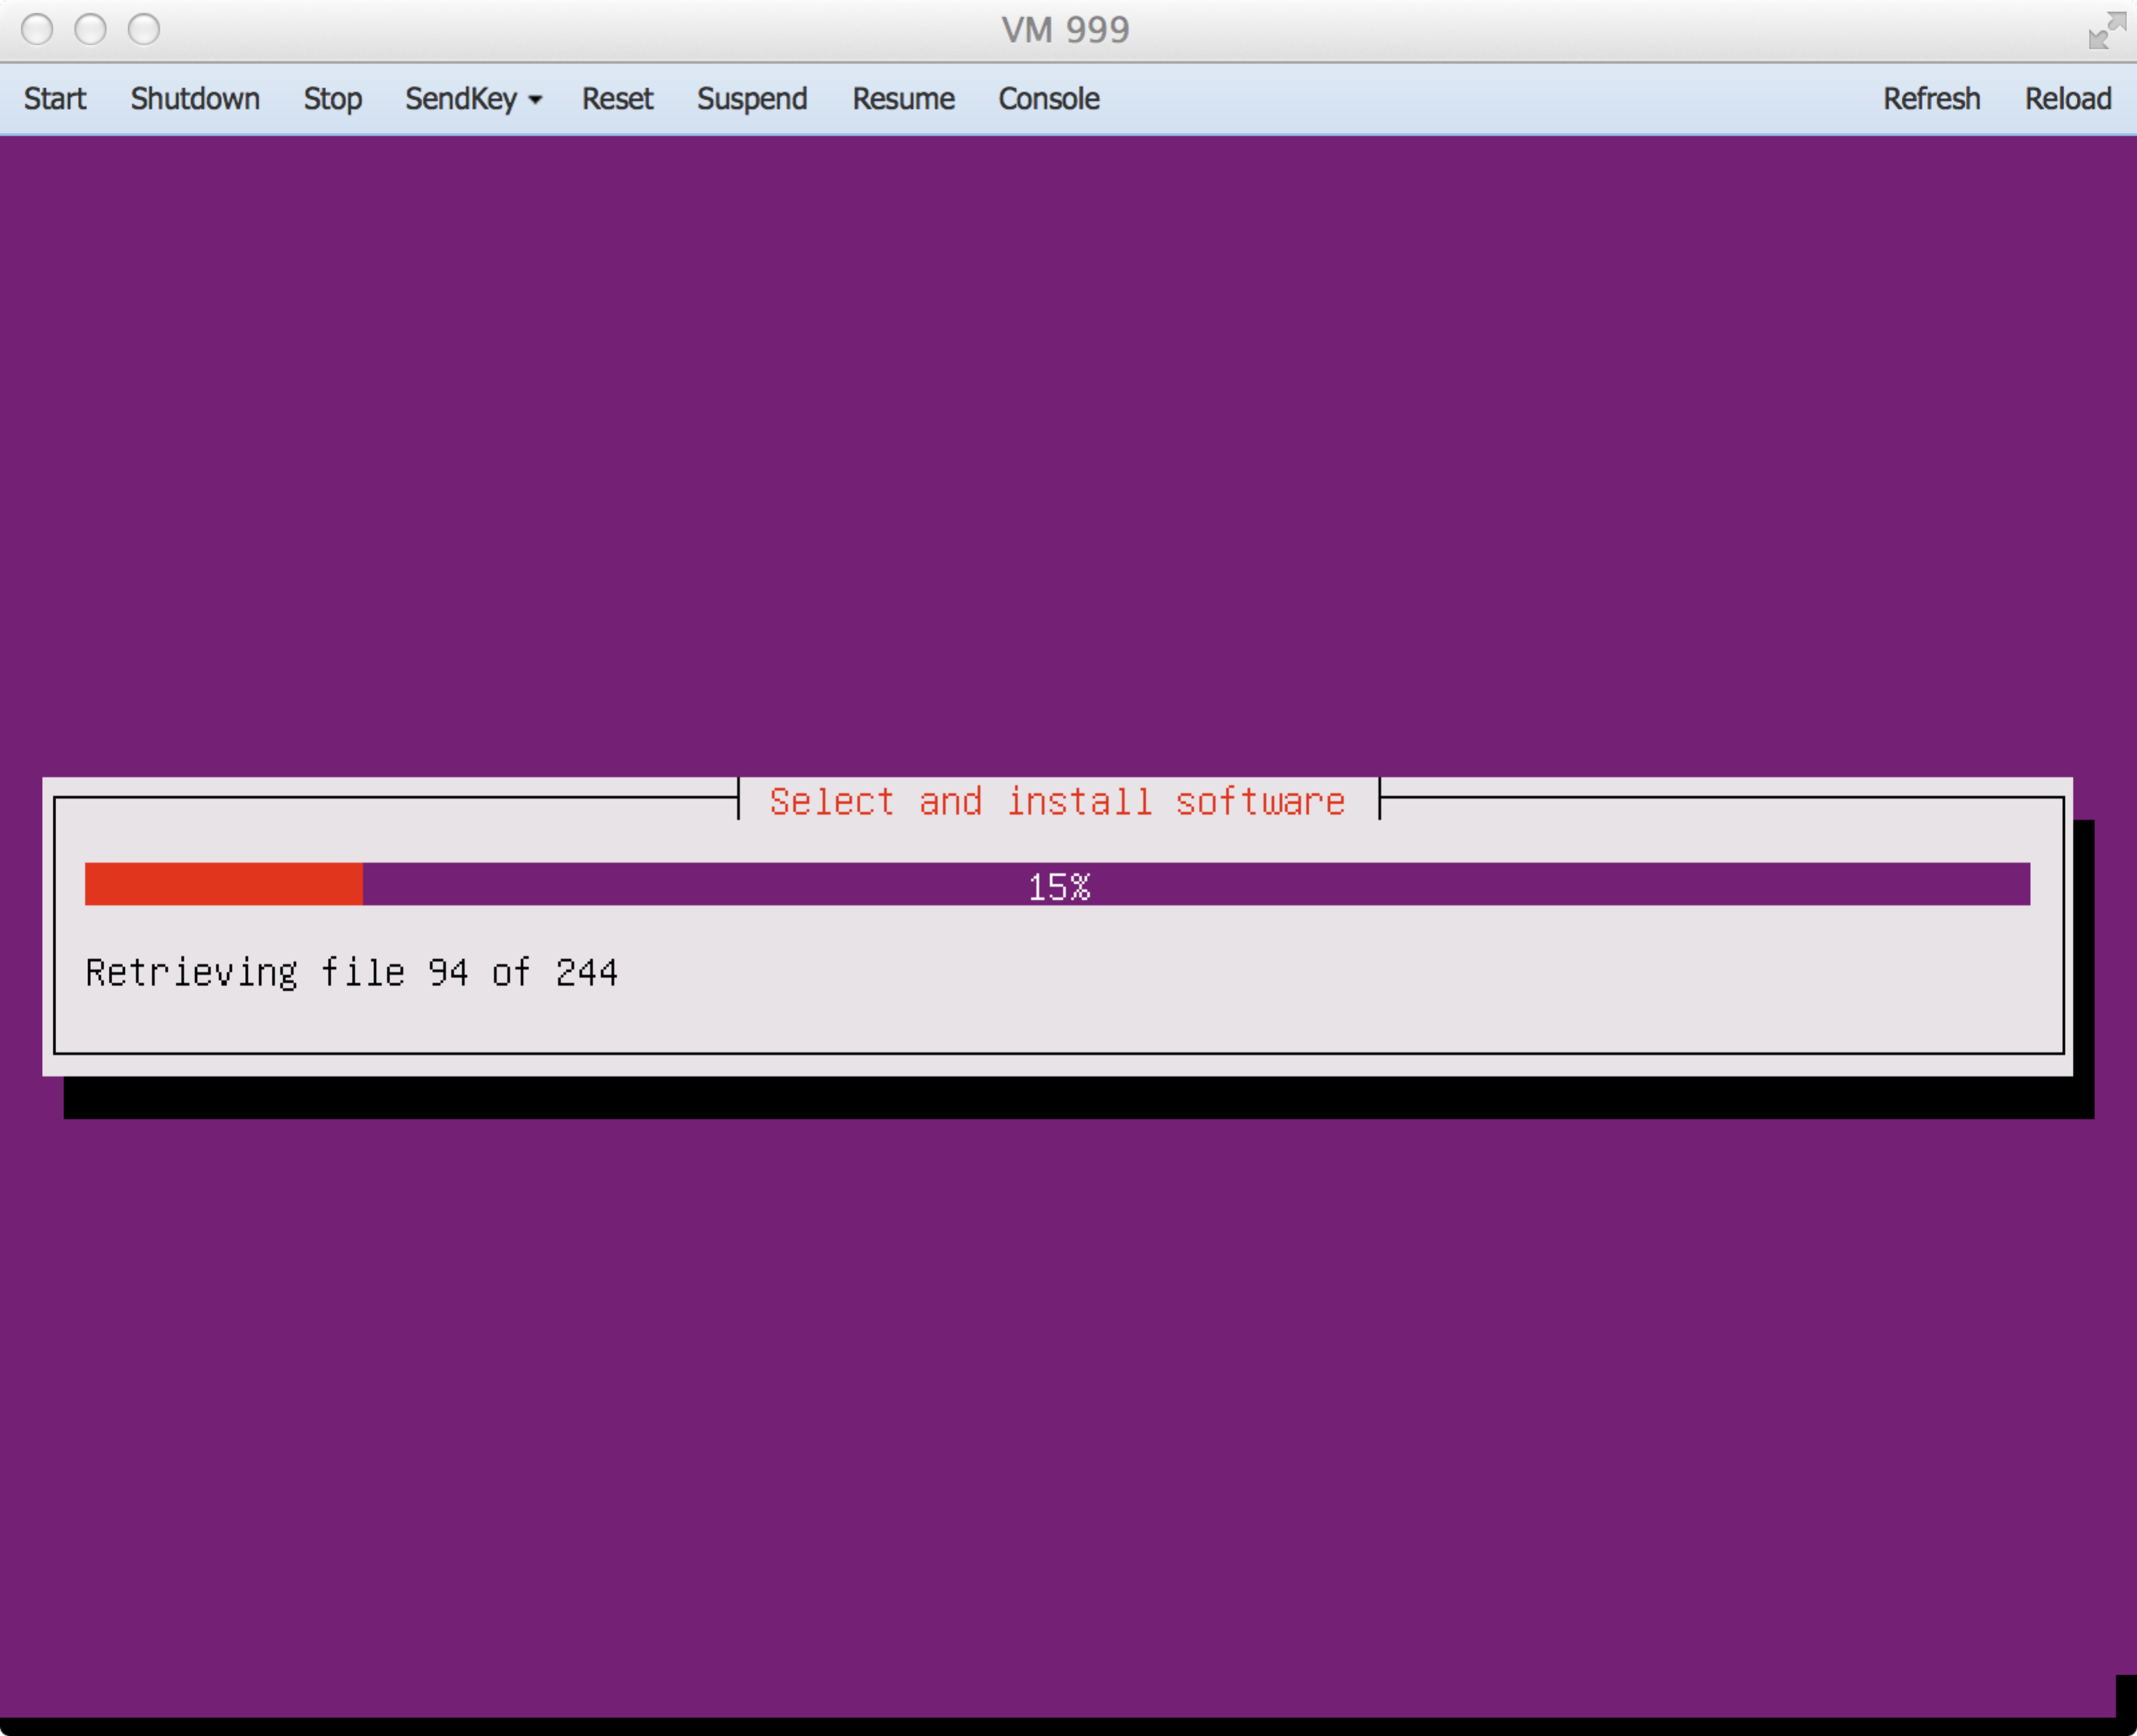 VM 999
Start Shutdown Stop SendKey Reset Suspend Resume Console Refresh Reload
Select and install software
15%
Retrieving file 94 of 244